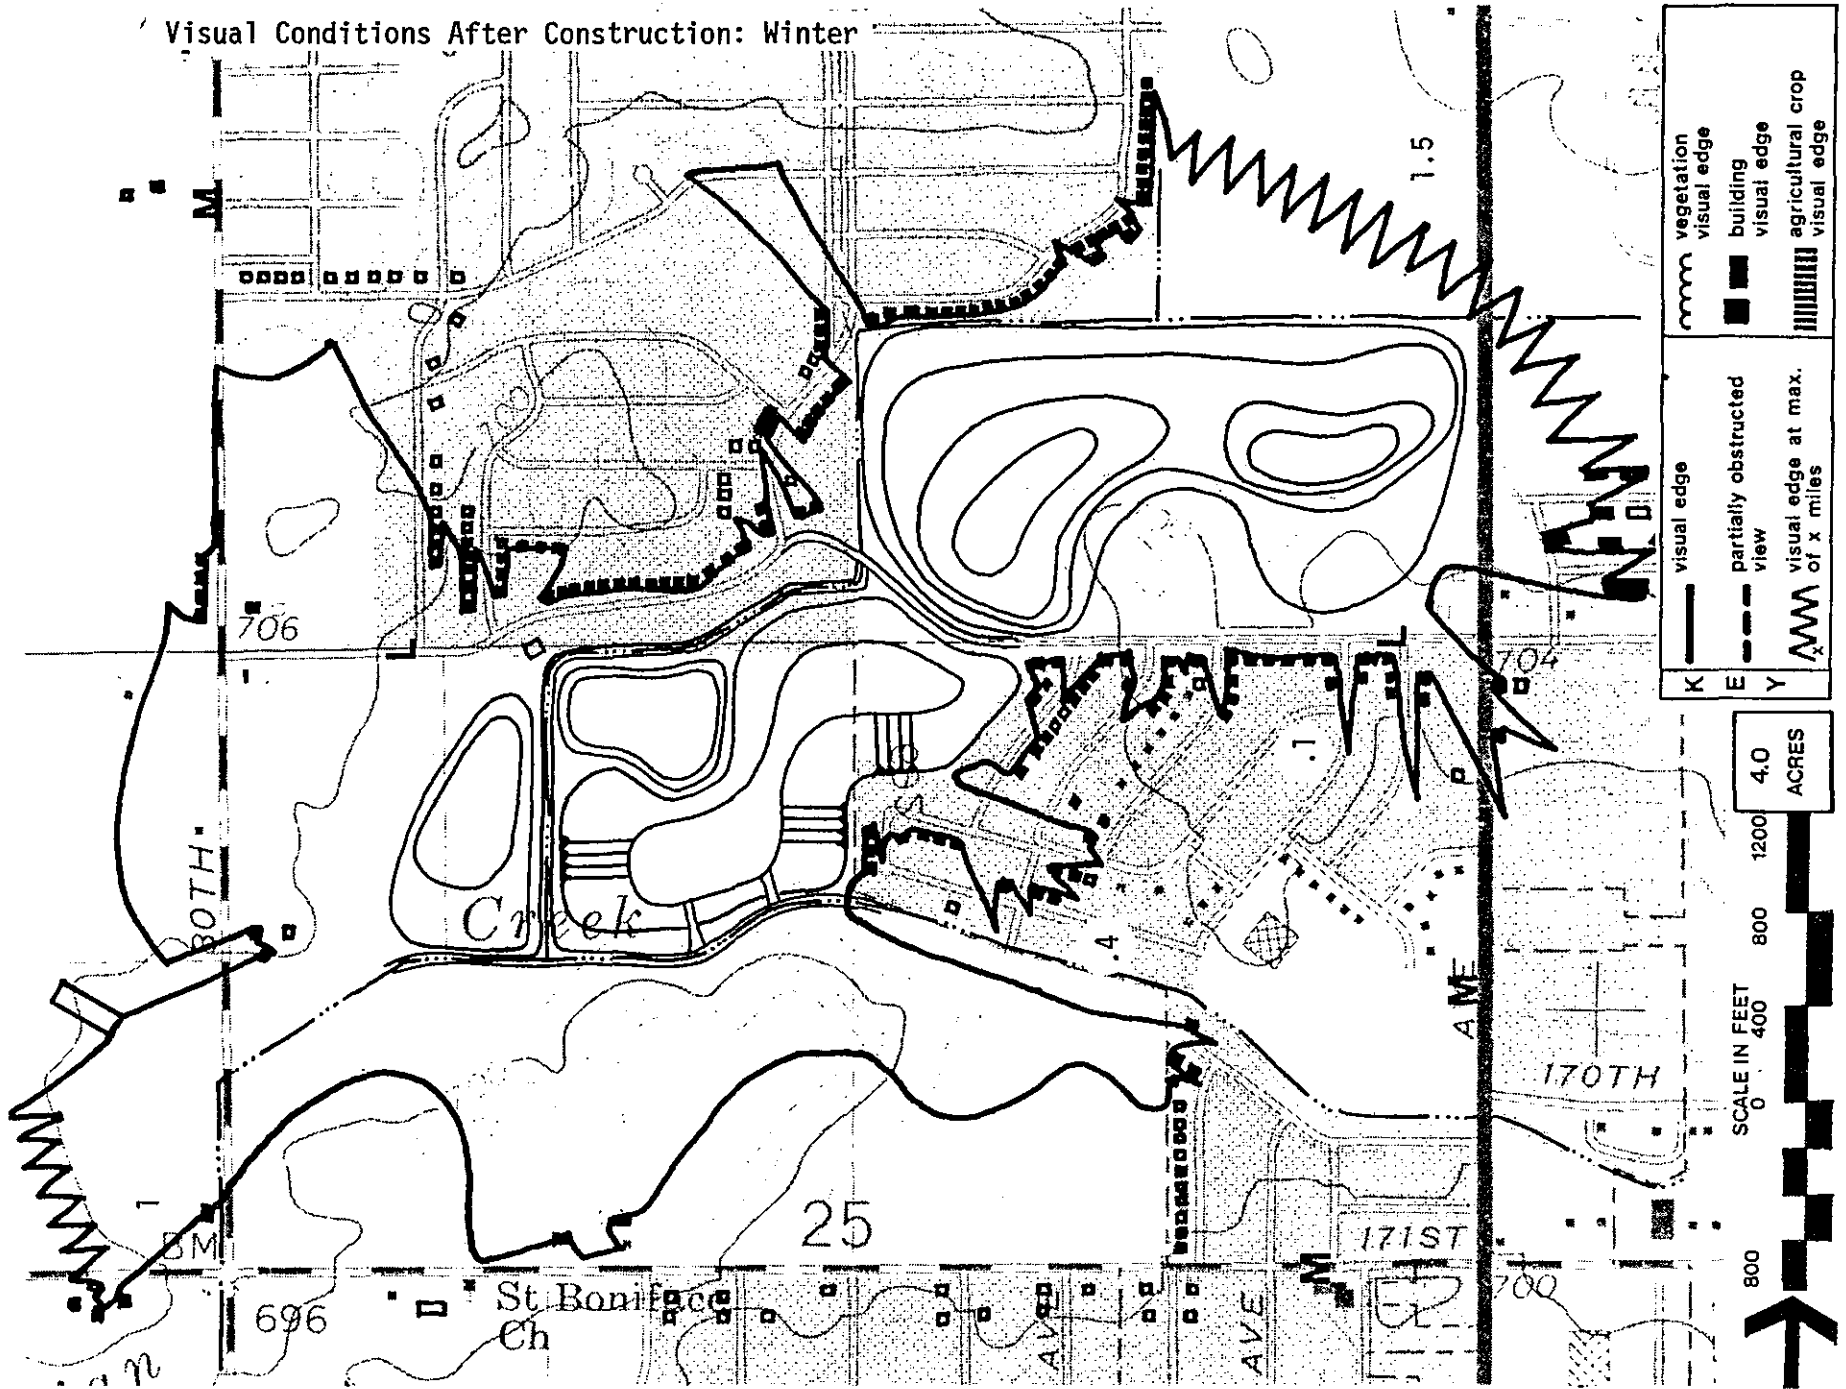 Visual Conditions After Construction: Winter
M
1.5
706
L
L
704
80TH
Creek
.1
.4
M
A
M
E
170TH
1
BM
25
171ST
M
696
St Boniface
Ch
AVE
700
KEY
visual edge
partially obstructed
view
x
visual edge at max.
of x miles
vegetation
visual edge
building
visual edge
agricultural crop
visual edge
4.0
ACRES
SCALE IN FEET
800 0 400 800 1200